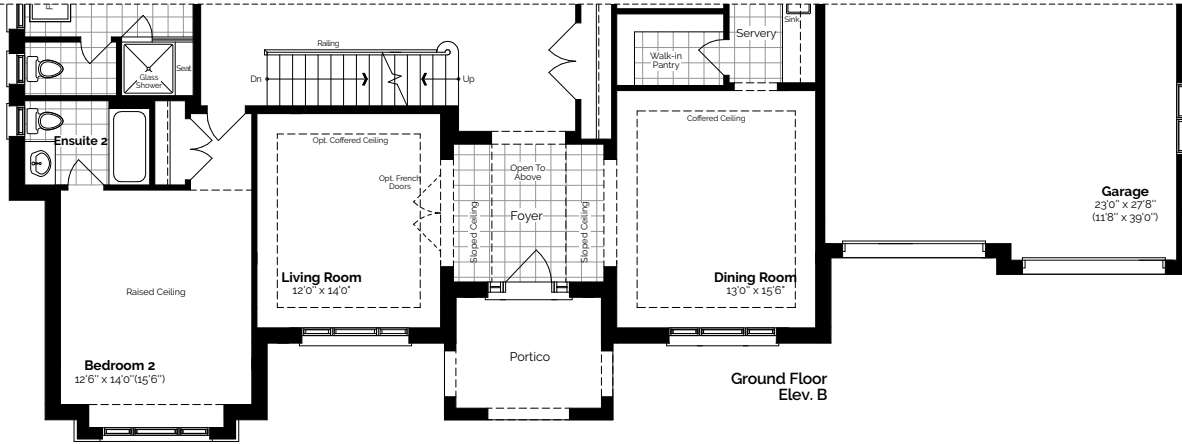 Sink
Servery
Railing
Walk-in
Pantry
Seat
Glass
Shower
Dn
Up
Coffered Ceiling
Ensuite 2
Opt. Coffered Ceiling
Opt. French
Doors
Open To
Above
Foyer
Sloped Ceiling
Sloped Ceiling
Garage
23'0" x 27'8"
(11'8" x 39'0")
Living Room
12'0" x 14'0"
Dining Room
13'0" x 15'6"
Raised Ceiling
Portico
Bedroom 2
12'6" x 14'0"(15'6")
Ground Floor
Elev. B